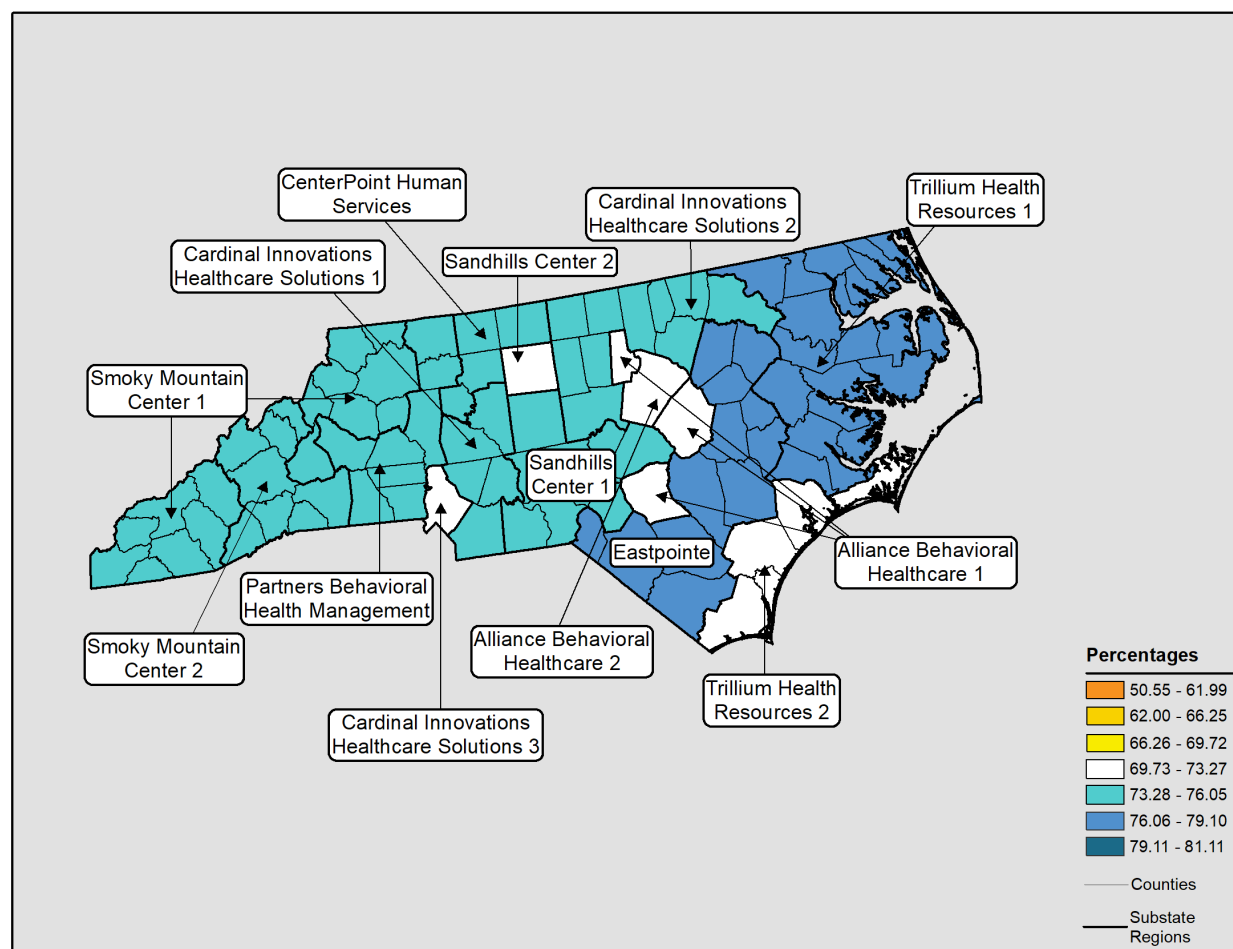 CenterPoint Human
Services
Cardinal Innovations
Healthcare Solutions 2
Trillium Health
Resources 1
Cardinal Innovations
Healthcare Solutions 1
Sandhills Center 2
Smoky Mountain
Center 1
Sandhills
Center 1
Eastpointe
Alliance Behavioral
Healthcare 1
Partners Behavioral
Health Management
Smoky Mountain
Center 2
Alliance Behavioral
Healthcare 2
Trillium Health
Resources 2
Cardinal Innovations
Healthcare Solutions 3
Percentages
50.55 - 61.99
62.00 - 66.25
66.26 - 69.72
69.73 - 73.27
73.28 - 76.05
76.06 - 79.10
79.11 - 81.11
Counties
Substate
Regions